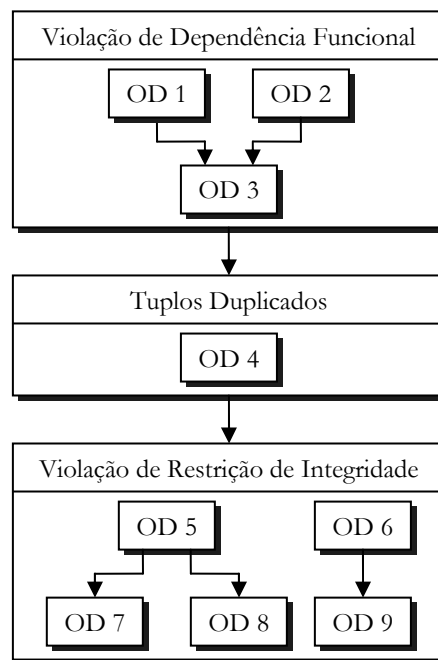 Violação de Dependência Funcional
OD 1
OD 2
OD 3
Tuplos Duplicados
OD 4
Violação de Restrição de Integridade
OD 5
OD 6
OD 7
OD 8
OD 9